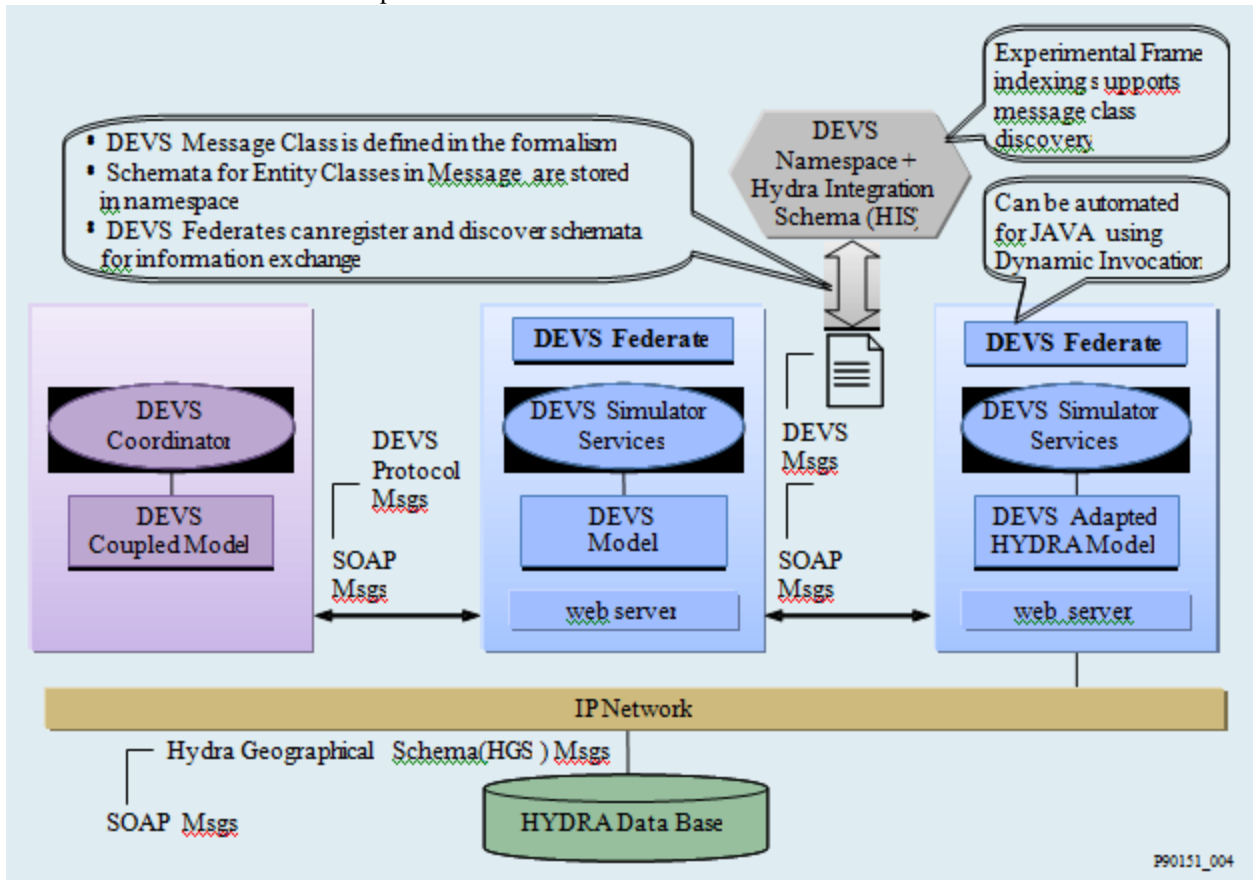 Experimental Frame
indexing supports
message class
discovery
DEVS Message Class is defined in the formalism
Schemata for Entity Classes in Message are stored
in namespace
DEVS Federates can register and discover schemata
for information exchange
DEVS
Namespace +
Hydra Integration
Schema (HIS)
Can be automated
for JAVA using
Dynamic Invocation
DEVS
Coordinator
DEVS
Coupled Model
DEVS
Protocol
Msgs
SOAP
Msgs
DEVS Federate
DEVS Simulator
Services
DEVS
Model
web server
DEVS
Msgs
SOAP
Msgs
DEVS Federate
DEVS Simulator
Services
DEVS Adapted
HYDRA Model
web server
IP Network
Hydra Geographical Schema(HGS ) Msgs
SOAP Msgs
HYDRA Data Base
P90151_004